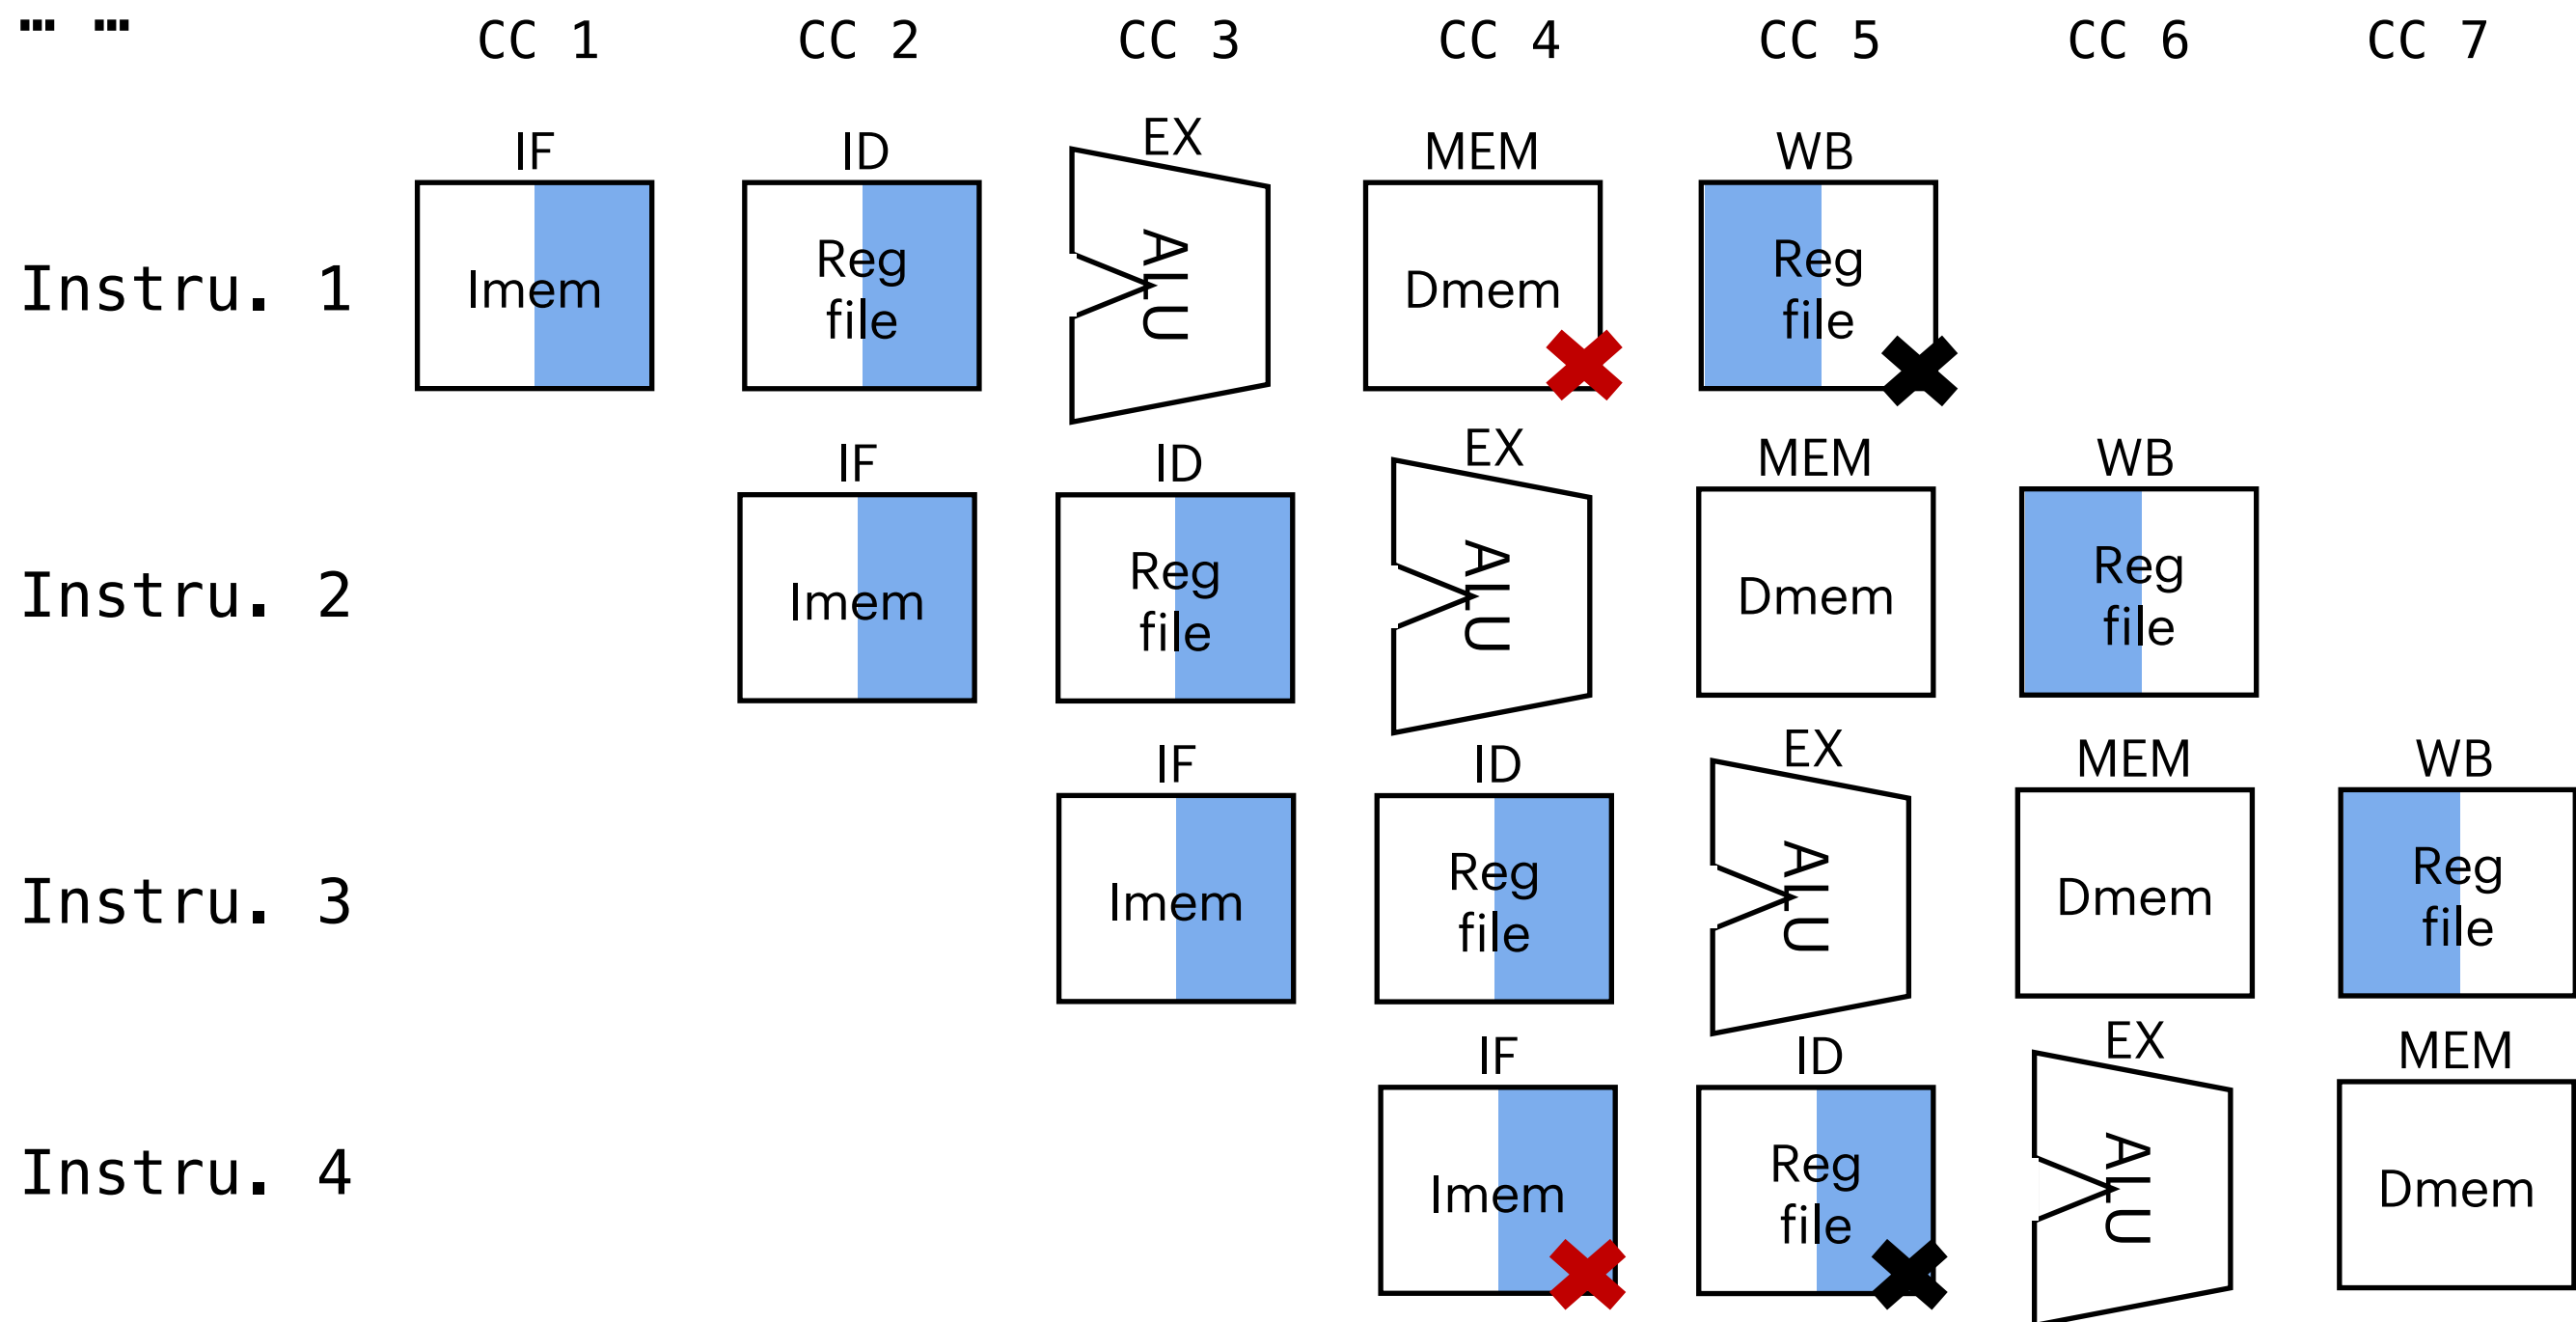 … … CC 1 CC 2 CC 3 CC 4 CC 5 CC 6 CC 7
IF ID EX MEM WB
Instru. 1 Imem Reg file ALU Dmem Reg file
IF ID EX MEM WB
Instru. 2 Imem Reg file ALU Dmem Reg file
IF ID EX MEM WB
Instru. 3 Imem Reg file ALU Dmem Reg file
IF ID EX MEM
Instru. 4 Imem Reg file ALU Dmem